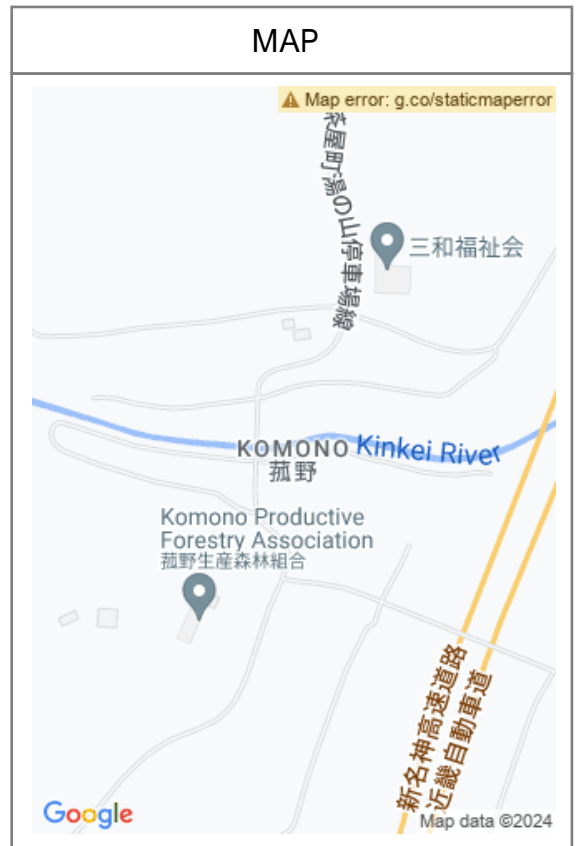 MAP
Map error: g.co/staticmaperror
茶屋町湯の山停車場線
三和福祉会
KOMONO
菰野
Kinkei River
Komono Productive
Forestry Association
菰野生産森林組合
新名神高速道路
近畿自動車道
Google
Map data ©2024